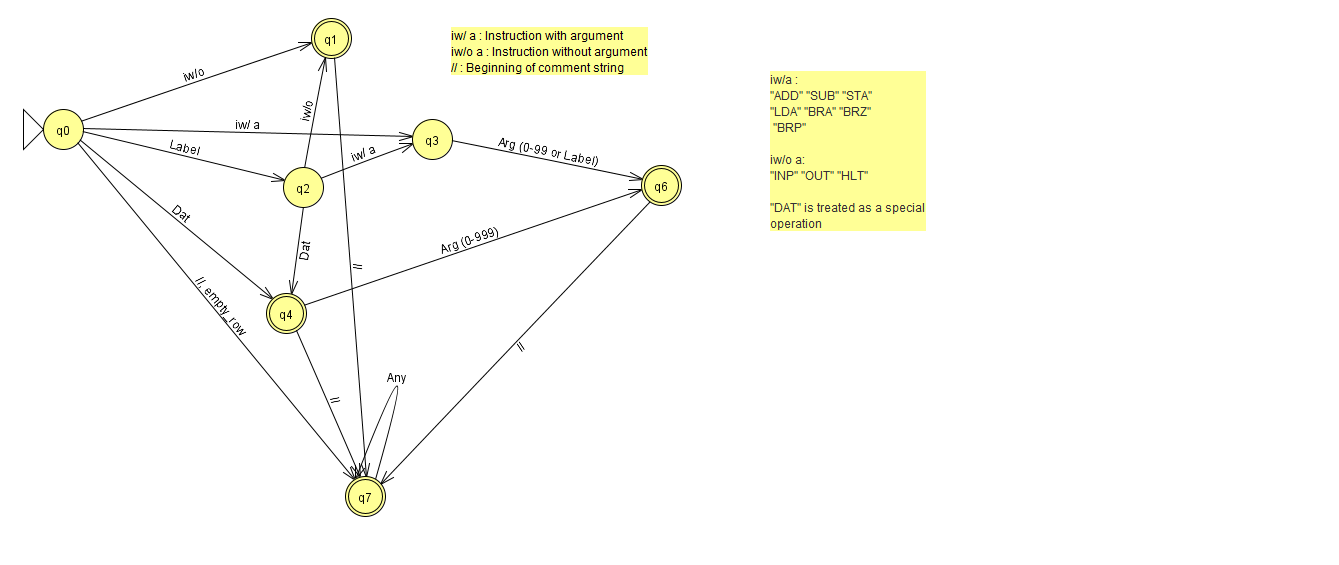 q1
iw/ a : Instruction with argument
iw/o a : Instruction without argument
// : Beginning of comment string
iw/o
iw/a :
"ADD" "SUB" "STA"
"LDA" "BRA" "BRZ"
"BRP"
iw/o a:
"INP" "OUT" "HLT"
"DAT" is treated as a special
operation
q0
iw/ a
iw/o
q3
Label
iw/ a
Arg (0-99 or Label)
q2
q6
Dat
Dat
Arg (0-999)
//
//, empty_row
q4
//
Any
//
q7